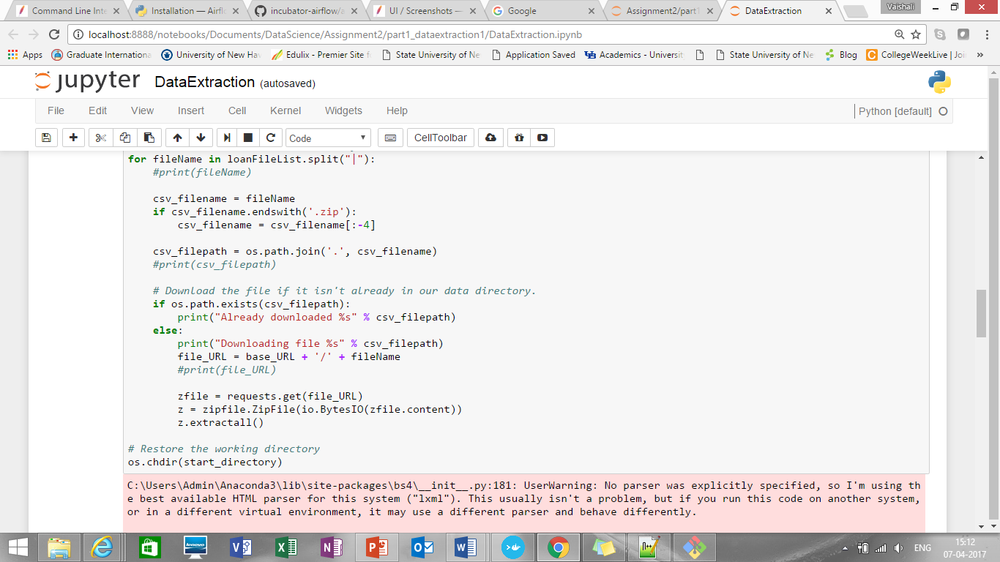 Command Line Inte
Installation — Airfl
incubator-airflow/a
UI / Screenshots —
Google
Assignment2/part1
DataExtraction
Vaishali
localhost:8888/notebooks/Documents/DataScience/Assignment2/part1_dataextraction1/DataExtraction.ipynb
Apps
Graduate Internationa
University of New Ha
Edulix - Premier Site f
State University of Ne
Application Saved
Academics - Universit
State University of Ne
Blog
CollegeWeekLive | Joi
»
jupyter DataExtraction (autosaved)
File Edit View Insert Cell Kernel Widgets Help
Python [default]
Code
CellToolbar
for fileName in loanFileList.split("|"):
#print(fileName)
csv_filename = fileName
if csv_filename.endswith('.zip'):
csv_filename = csv_filename[:-4]
csv_filepath = os.path.join('.', csv_filename)
#print(csv_filepath)
# Download the file if it isn't already in our data directory.
if os.path.exists(csv_filepath):
print("Already downloaded %s" % csv_filepath)
else:
print("Downloading file %s" % csv_filepath)
file_URL = base_URL + '/' + fileName
#print(file_URL)
zfile = requests.get(file_URL)
z = zipfile.ZipFile(io.BytesIO(zfile.content))
z.extractall()
# Restore the working directory
os.chdir(start_directory)
C:\Users\Admin\Anaconda3\lib\site-packages\bs4\__init__.py:181: UserWarning: No parser was explicitly specified, so I'm using th
e best available HTML parser for this system ("lxml"). This usually isn't a problem, but if you run this code on another system,
or in a different virtual environment, it may use a different parser and behave differently.
lenovo
ENG
15:12
07-04-2017